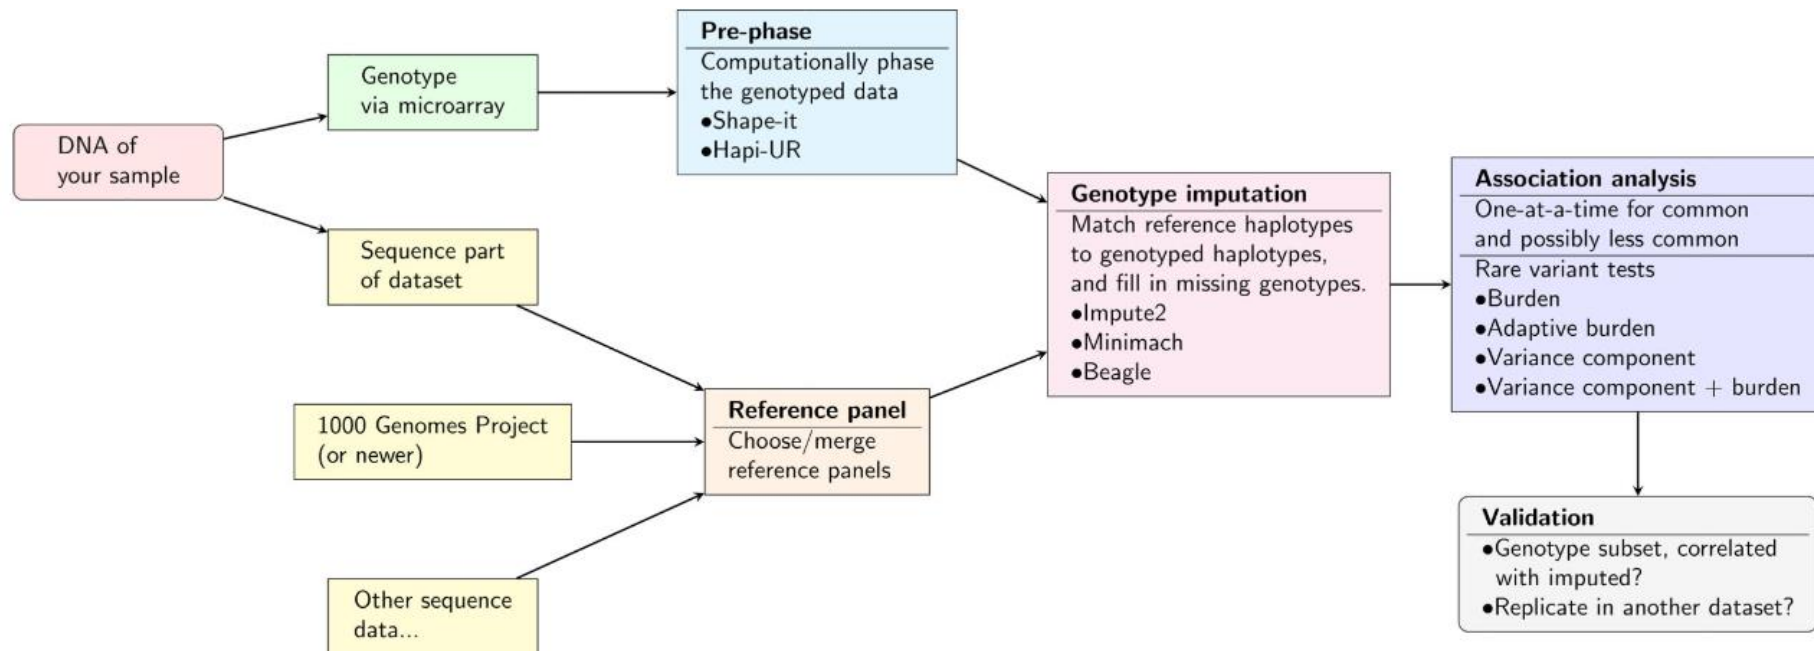 DNA of
your sample
Genotype
via microarray
Sequence part
of dataset
1000 Genomes Project
(or newer)
Other sequence
data...
Pre-phase
Computationally phase
the genotyped data
•Shape-it
•Hapi-UR
Reference panel
Choose/merge
reference panels
Genotype imputation
Match reference haplotypes
to genotyped haplotypes,
and fill in missing genotypes.
•Impute2
•Minimach
•Beagle
Association analysis
One-at-a-time for common
and possibly less common
Rare variant tests
•Burden
•Adaptive burden
•Variance component
•Variance component + burden
Validation
•Genotype subset, correlated
with imputed?
•Replicate in another dataset?